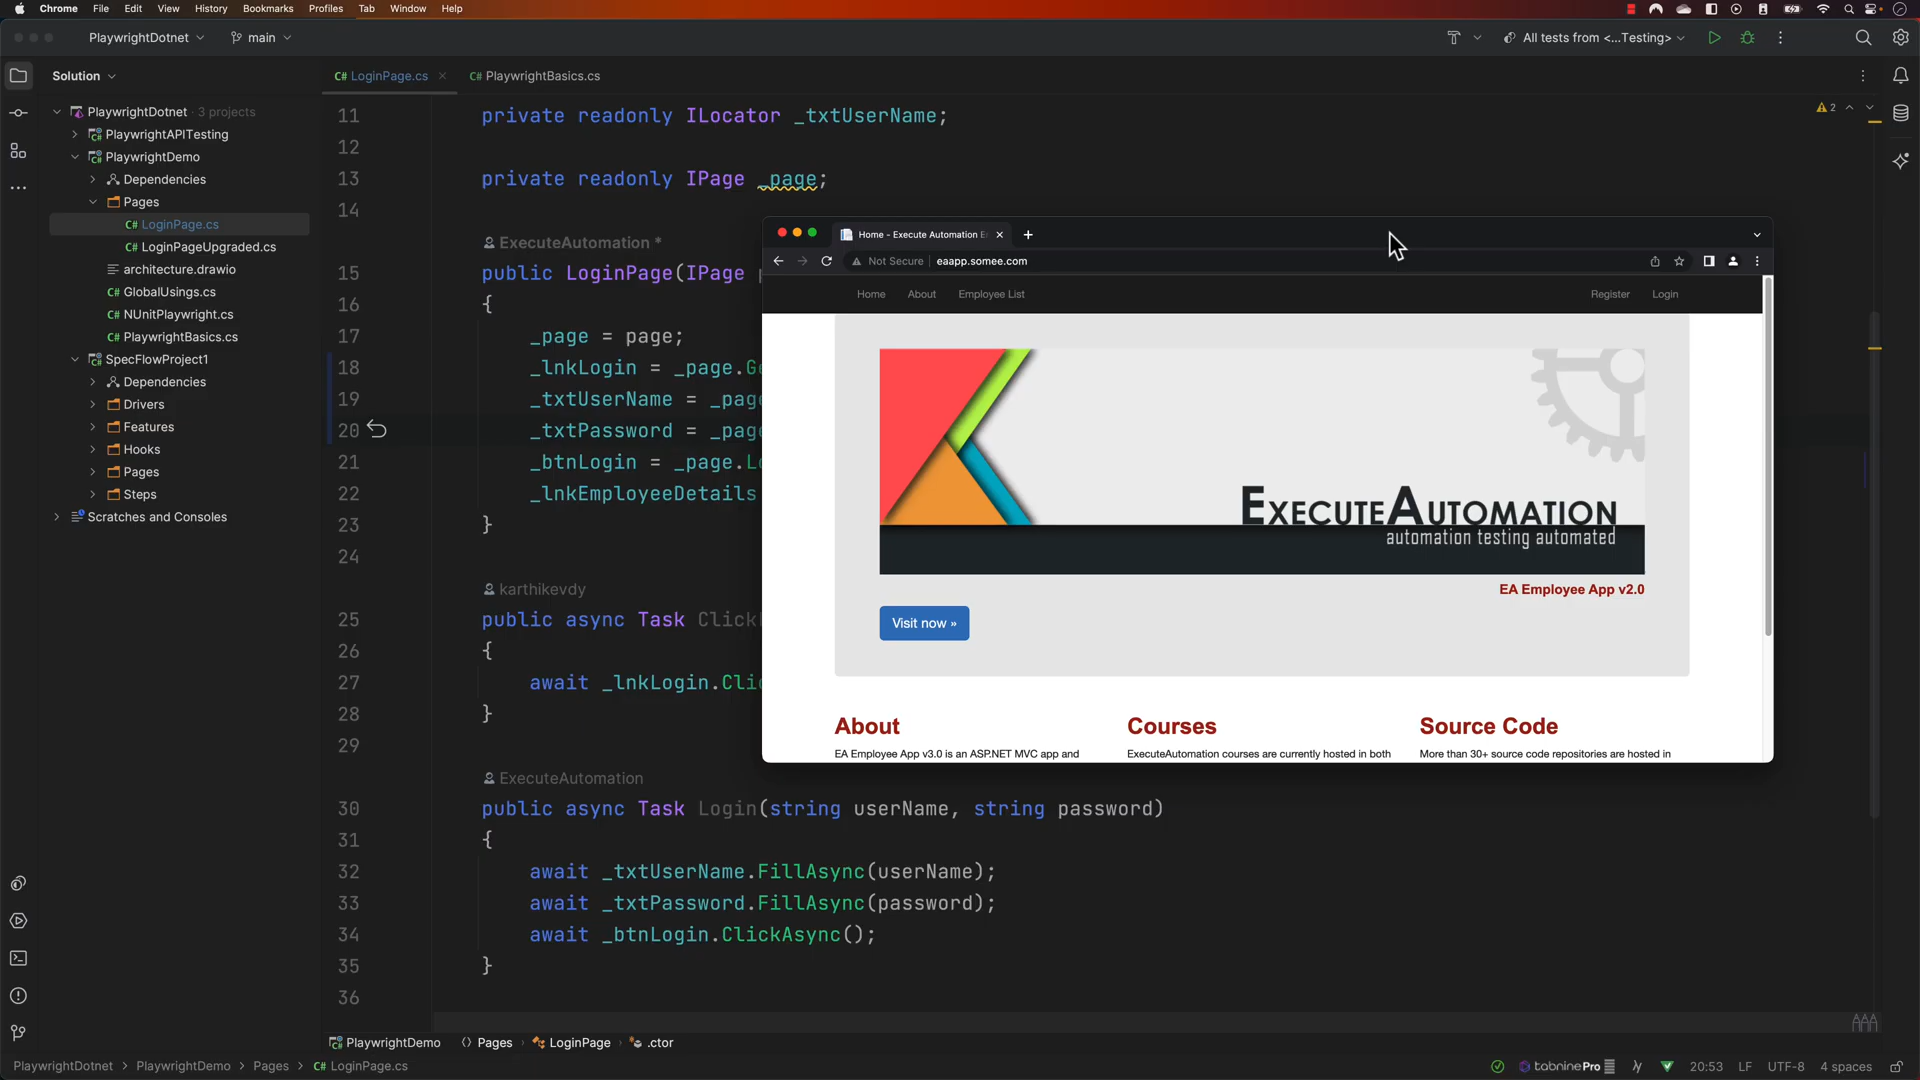 Chrome File Edit View History Bookmarks Profiles Tab Window Help
PlaywrightDotnet main All tests from <...Testing>
Solution
LoginPage.cs
PlaywrightBasics.cs
PlaywrightDotnet · 3 projects
PlaywrightAPITesting
PlaywrightDemo
Dependencies
Pages
LoginPage.cs
LoginPageUpgraded.cs
architecture.drawio
GlobalUsings.cs
NUnitPlaywright.cs
PlaywrightBasics.cs
SpecFlowProject1
Dependencies
Drivers
Features
Hooks
Pages
Steps
Scratches and Consoles
2
11 private readonly ILocator _txtUserName;
12
13 private readonly IPage _page;
14
ExecuteAutomation *
15 public LoginPage(IPage
16 {
17 _page = page;
18 _lnkLogin = _page.
19 _txtUserName =
20 _txtPassword =
21 _btnLogin = _page.
22 _lnkEmployeeDetails
23 }
24
karthikevdy
25 public async Task
26 {
27 await _lnkLogin.
28 }
29
ExecuteAutomation
30 public async Task Login(string userName, string password)
31 {
32 await _txtUserName.FillAsync(userName);
33 await _txtPassword.FillAsync(password);
34 await _btnLogin.ClickAsync();
35 }
36
Home - Execute Automation
Not Secure eaapp.somee.com
Home About Employee List Register Login
EXECUTEAUTOMATION
automation testing automated
EA Employee App v2.0
Visit now »
About
EA Employee App v3.0 is an ASP.NET MVC app and
Courses
ExecuteAutomation courses are currently hosted in both
Source Code
More than 30+ source code repositories are hosted in
PlaywrightDemo Pages LoginPage .ctor
PlaywrightDotnet PlaywrightDemo Pages LoginPage.cs
tabninePro 20:53 LF UTF-8 4 spaces